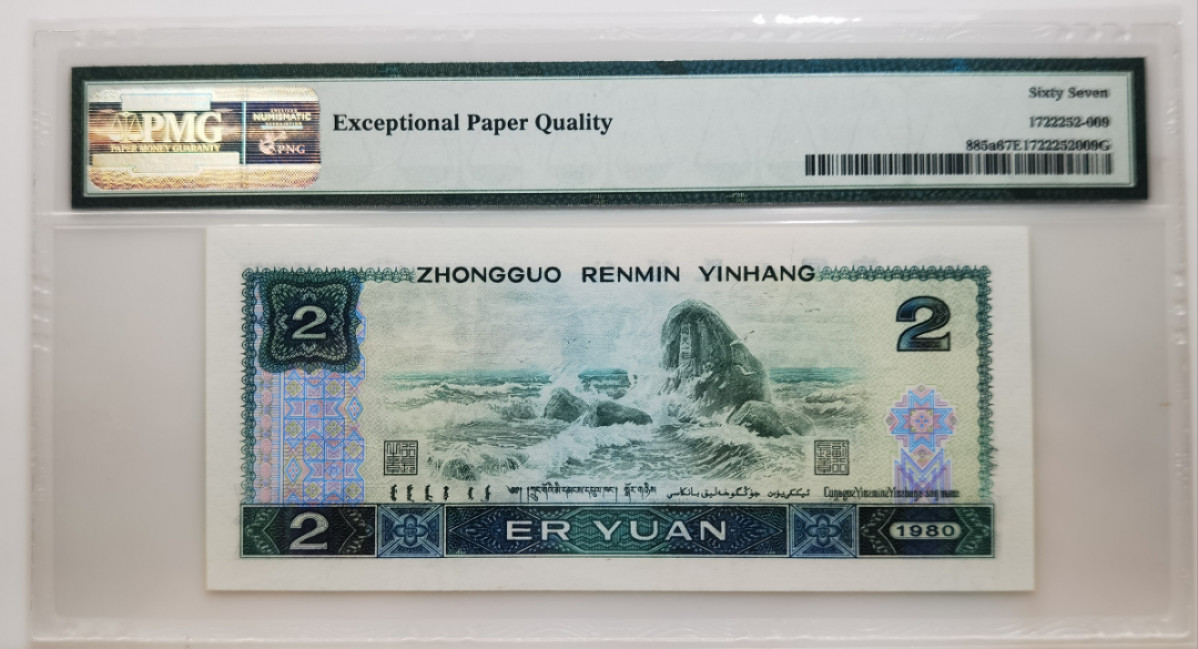 PMG
PAPER MONEY GUARANTY
NUMISMATIC
PNG
Exceptional Paper Quality
Sixty Seven
1722252-009
885a67E1722252009G
ZHONGGUO RENMIN YINHANG
2
2
2
ER YUAN
1980